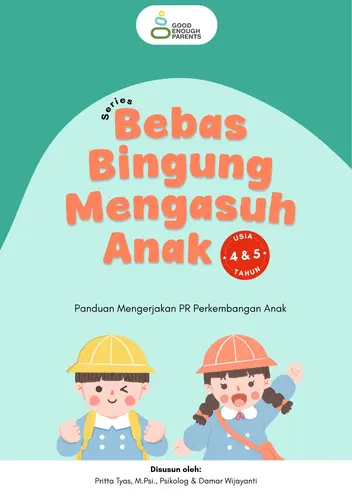 GOOD
ENOUGH
PARENTS
Series
Bebas
Bingung
Mengasuh
Anak
USIA
4 & 5
TAHUN
Panduan Mengerjakan PR Perkembangan Anak
Disusun oleh:
Pritta Tyas, M.Psi., Psikolog & Damar Wijayanti